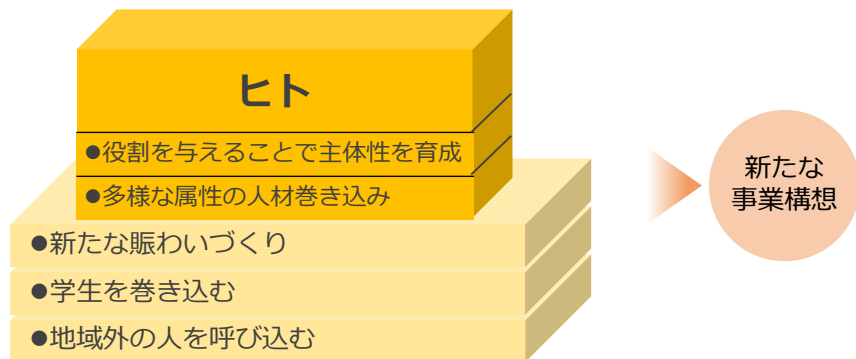 ヒト
●役割を与えることで主体性を育成
●多様な属性の人材巻き込み
●新たな賑わいづくり
●学生を巻き込む
●地域外の人を呼び込む
新たな
事業構想